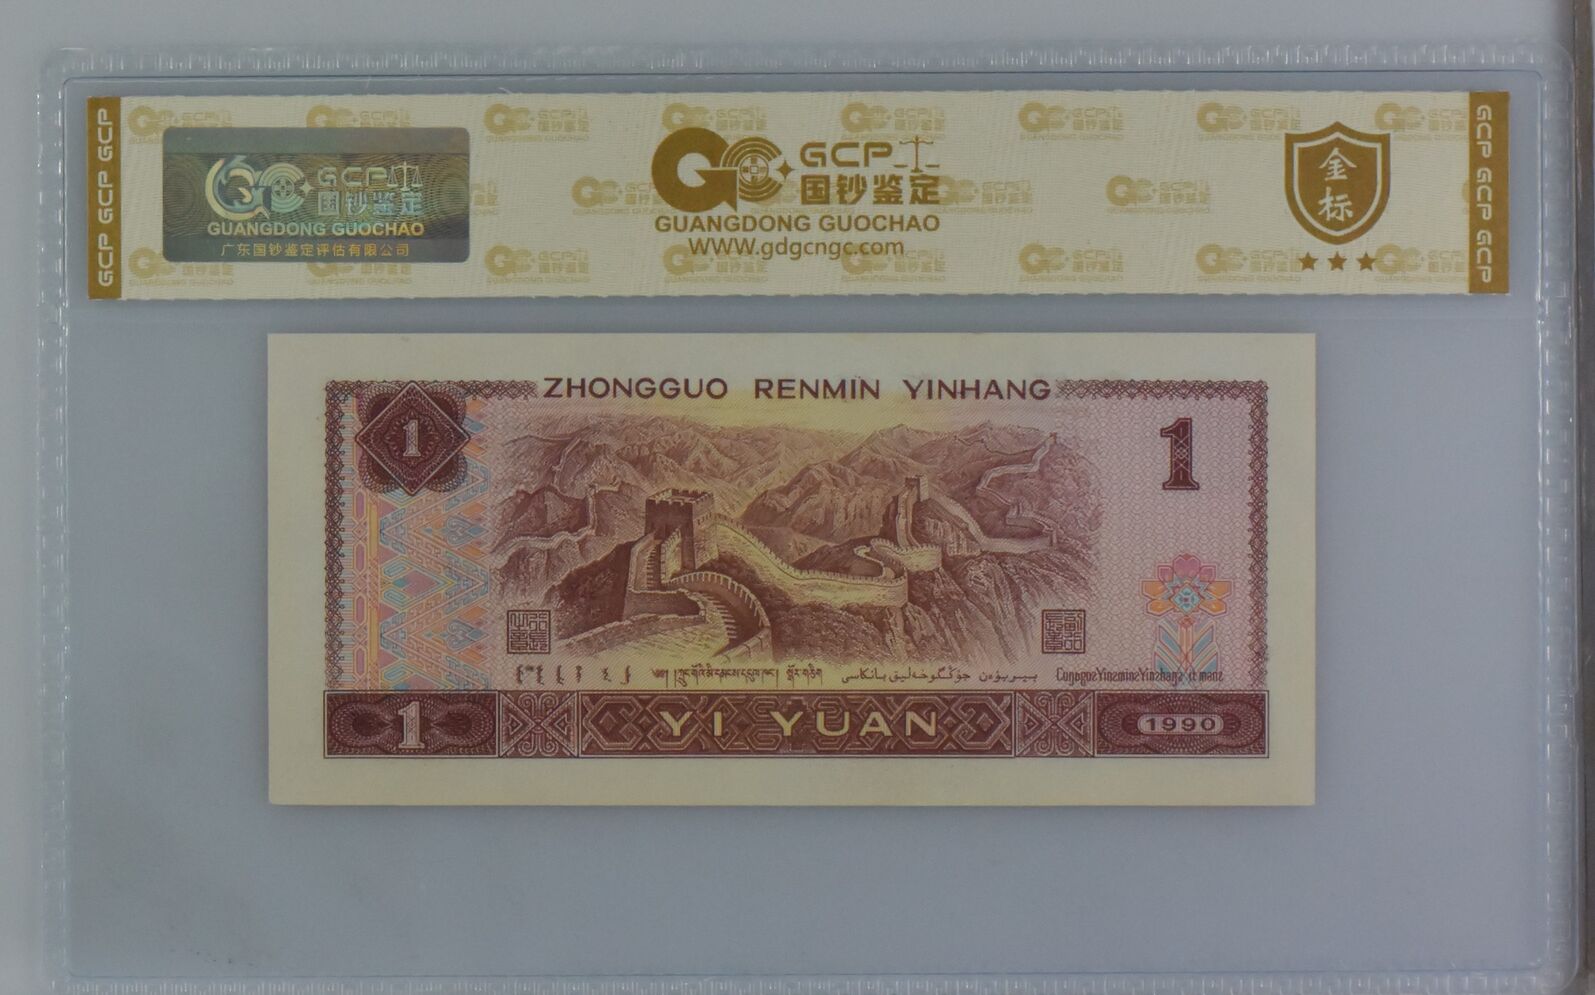 GCP GCP GCP
GCP 国钞鉴定
GUANGDONG GUOCHAO
广东国钞鉴定评估有限公司
GCP
国钞鉴定
GUANGDONG GUOCHAO
WWW.gdgcngc.com
金标
GCP GCP GCP
ZHONGGUO RENMIN YINHANG
1
1
1
YI YUAN
1990